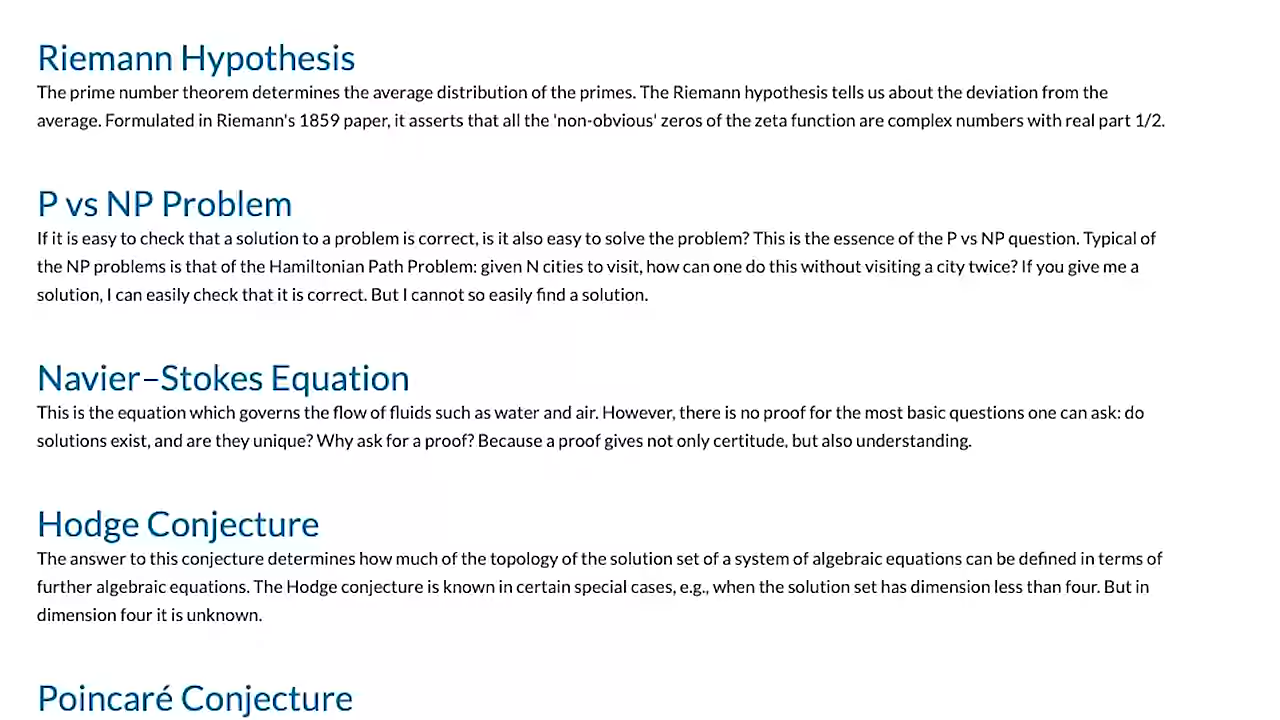 Riemann Hypothesis
The prime number theorem determines the average distribution of the primes. The Riemann hypothesis tells us about the deviation from the
average. Formulated in Riemann's 1859 paper, it asserts that all the 'non-obvious' zeros of the zeta function are complex numbers with real part 1/2.
P vs NP Problem
If it is easy to check that a solution to a problem is correct, is it also easy to solve the problem? This is the essence of the P vs NP question. Typical of
the NP problems is that of the Hamiltonian Path Problem: given N cities to visit, how can one do this without visiting a city twice? If you give me a
solution, I can easily check that it is correct. But I cannot so easily find a solution.
Navier–Stokes Equation
This is the equation which governs the flow of fluids such as water and air. However, there is no proof for the most basic questions one can ask: do
solutions exist, and are they unique? Why ask for a proof? Because a proof gives not only certitude, but also understanding.
Hodge Conjecture
The answer to this conjecture determines how much of the topology of the solution set of a system of algebraic equations can be defined in terms of
further algebraic equations. The Hodge conjecture is known in certain special cases, e.g., when the solution set has dimension less than four. But in
dimension four it is unknown.
Poincaré Conjecture